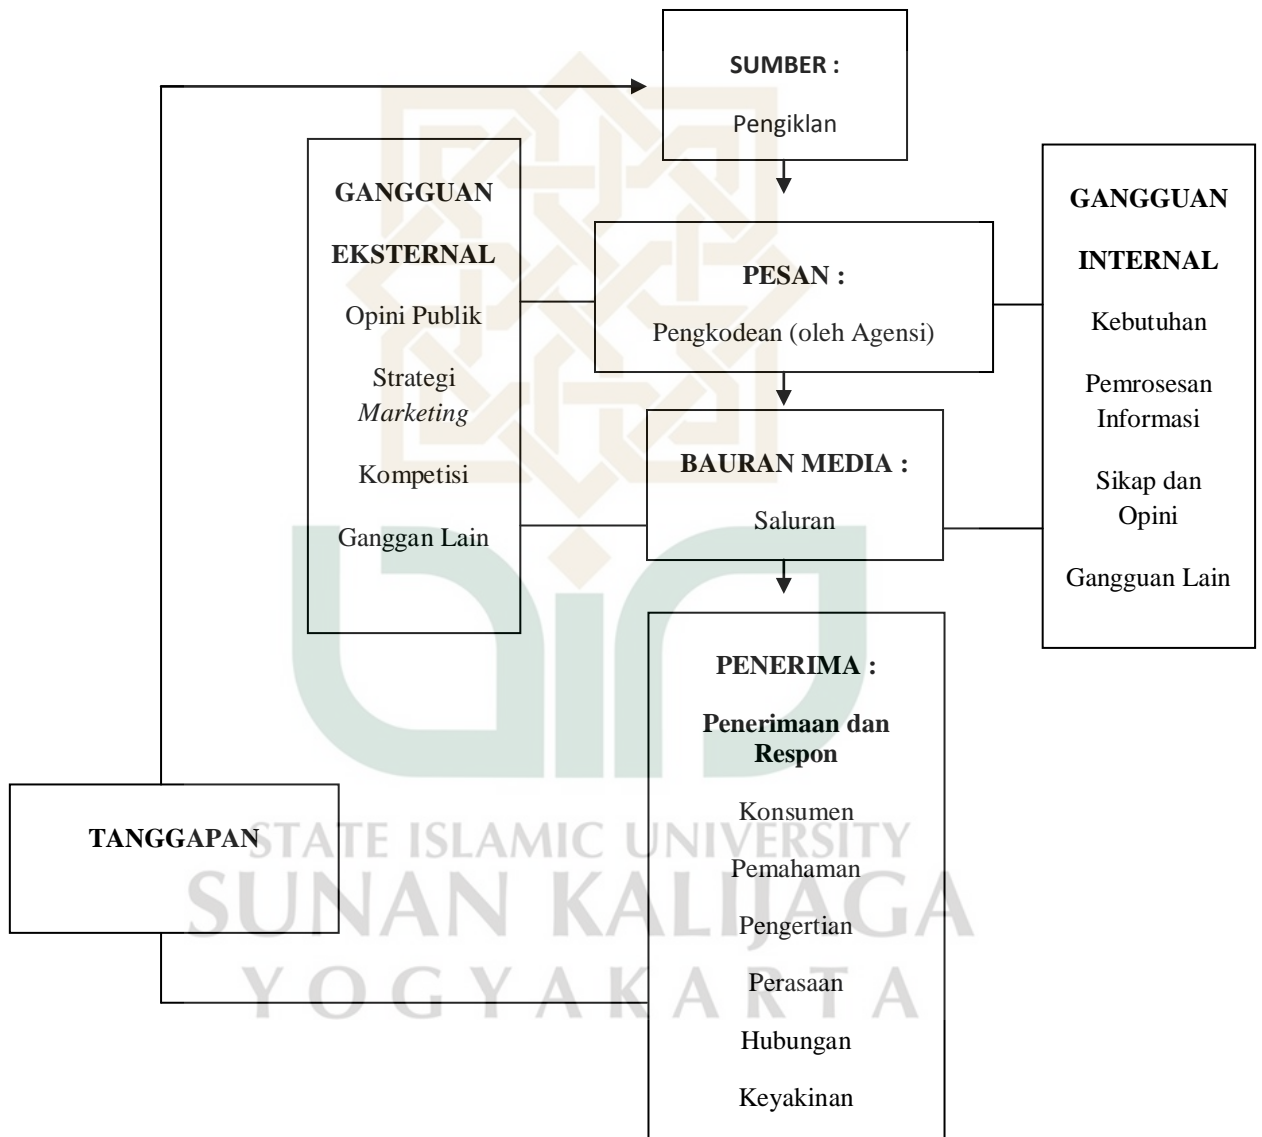 SUMBER :
Pengiklan
GANGGUAN
EKSTERNAL
Opini Publik
Strategi
Marketing
Kompetisi
Ganggan Lain
PESAN :
Pengkodean (oleh Agensi)
GANGGUAN
INTERNAL
Kebutuhan
Pemrosesan
Informasi
Sikap dan
Opini
Gangguan Lain
BAURAN MEDIA :
Saluran
PENERIMA :
Penerimaan dan
Respon
Konsumen
Pemahaman
Pengertian
Perasaan
Hubungan
Keyakinan
TANGGAPAN
STATE ISLAMIC UNIVERSITY
SUNAN KALIJAGA
YOGYAKARTA